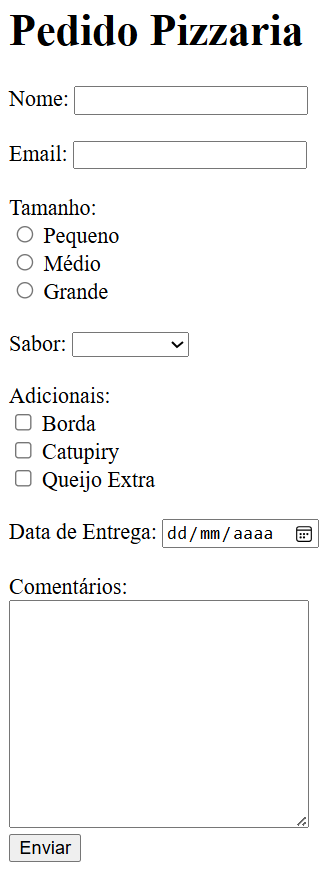 Pedido Pizzaria
Nome:
Email:
Tamanho:
Pequeno
Médio
Grande
Sabor:
Adicionais:
Borda
Catupiry
Queijo Extra
Data de Entrega: dd/mm/aaaa
Comentários:
Enviar